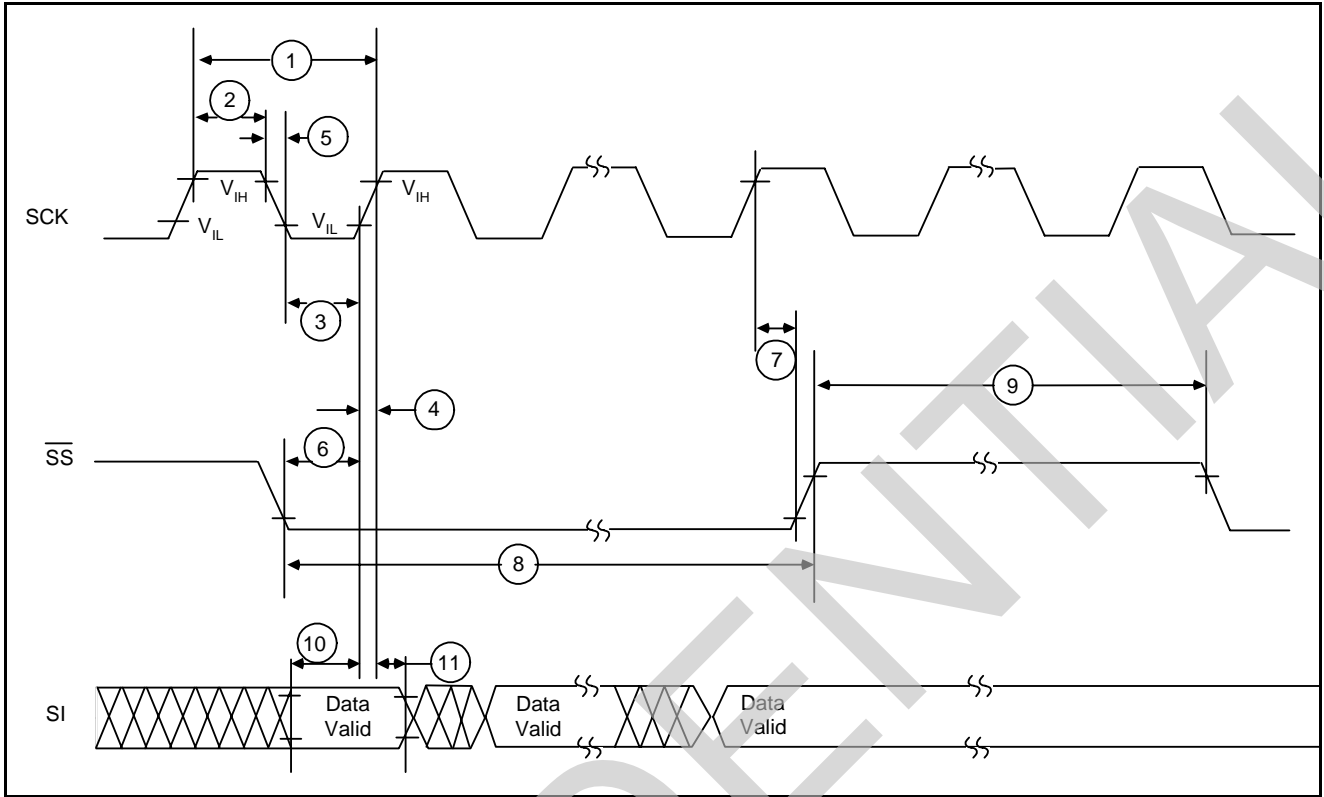 1
2
5
V_IH
V_IL
V_IL
V_IH
SCK
3
7
9
4
6
SS
8
10
11
SI
Data
Valid
Data
Valid
Data
Valid
ENTIAL